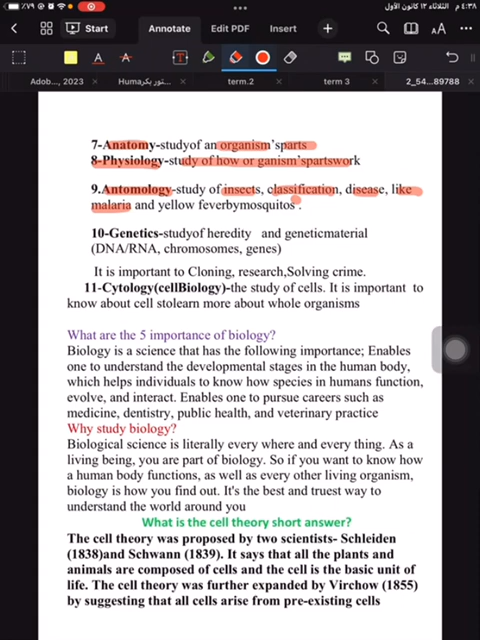 ٪٧٩
٤:٣٨ م الثلاثاء ١٢ كانون الأول
Start
Annotate
Edit PDF
Insert
Adob..., 2023
term.2
term 3
2_54...89788
7-Anatomy-studyof an organism'sparts
8-Physiology-study of how or ganism'spartswork
9.Antomology-study of insects, classification, disease, like
malaria and yellow feverbymosquitos .
10-Genetics-studyof heredity and geneticmaterial
(DNA/RNA, chromosomes, genes)
It is important to Cloning, research,Solving crime.
11-Cytology(cellBiology)-the study of cells. It is important to
know about cell stolearn more about whole organisms
What are the 5 importance of biology?
Biology is a science that has the following importance; Enables
one to understand the developmental stages in the human body,
which helps individuals to know how species in humans function,
evolve, and interact. Enables one to pursue careers such as
medicine, dentistry, public health, and veterinary practice
Why study biology?
Biological science is literally every where and every thing. As a
living being, you are part of biology. So if you want to know how
a human body functions, as well as every other living organism,
biology is how you find out. It's the best and truest way to
understand the world around you
What is the cell theory short answer?
The cell theory was proposed by two scientists- Schleiden
(1838)and Schwann (1839). It says that all the plants and
animals are composed of cells and the cell is the basic unit of
life. The cell theory was further expanded by Virchow (1855)
by suggesting that all cells arise from pre-existing cells